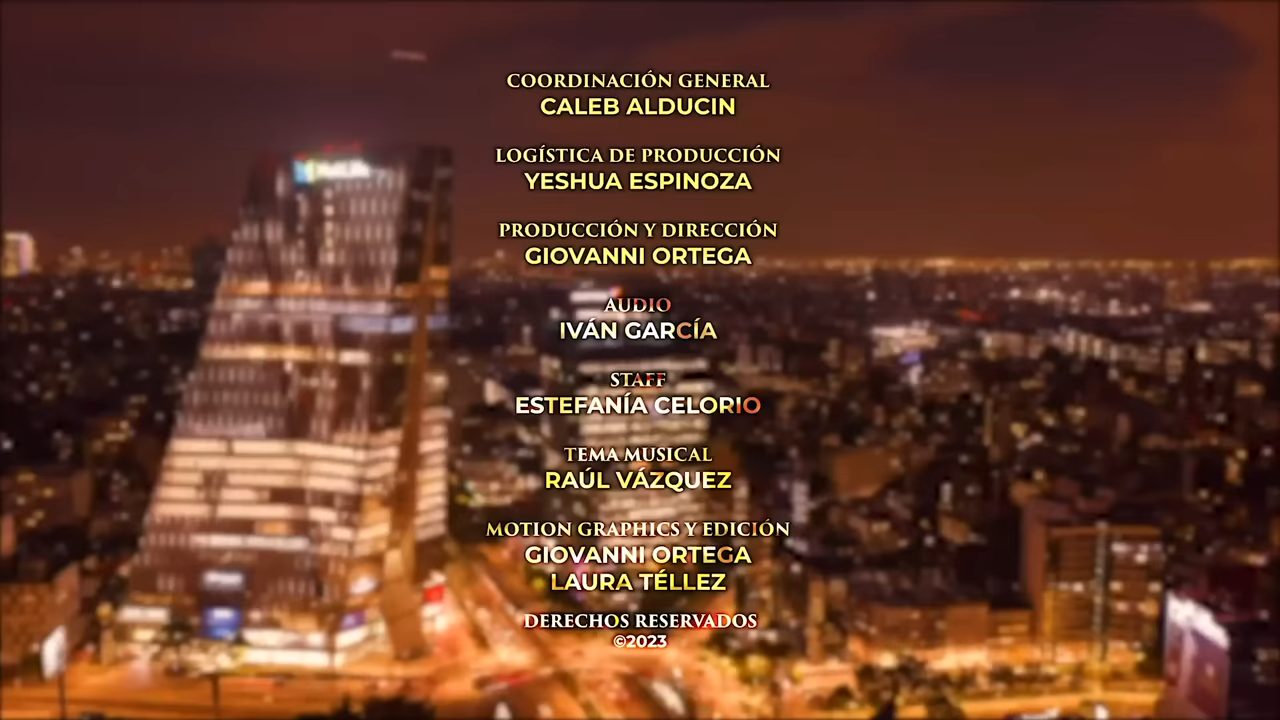 COORDINACIÓN GENERAL
CALEB ALDUCIN
LOGÍSTICA DE PRODUCCIÓN
YESHUA ESPINOZA
PRODUCCIÓN Y DIRECCIÓN
GIOVANNI ORTEGA
AUDIO
IVÁN GARCÍA
STAFF
ESTEFANÍA CELORIO
TEMA MUSICAL
RAÚL VÁZQUEZ
MOTION GRAPHICS Y EDICIÓN
GIOVANNI ORTEGA
LAURA TÉLLEZ
DERECHOS RESERVADOS
©2023